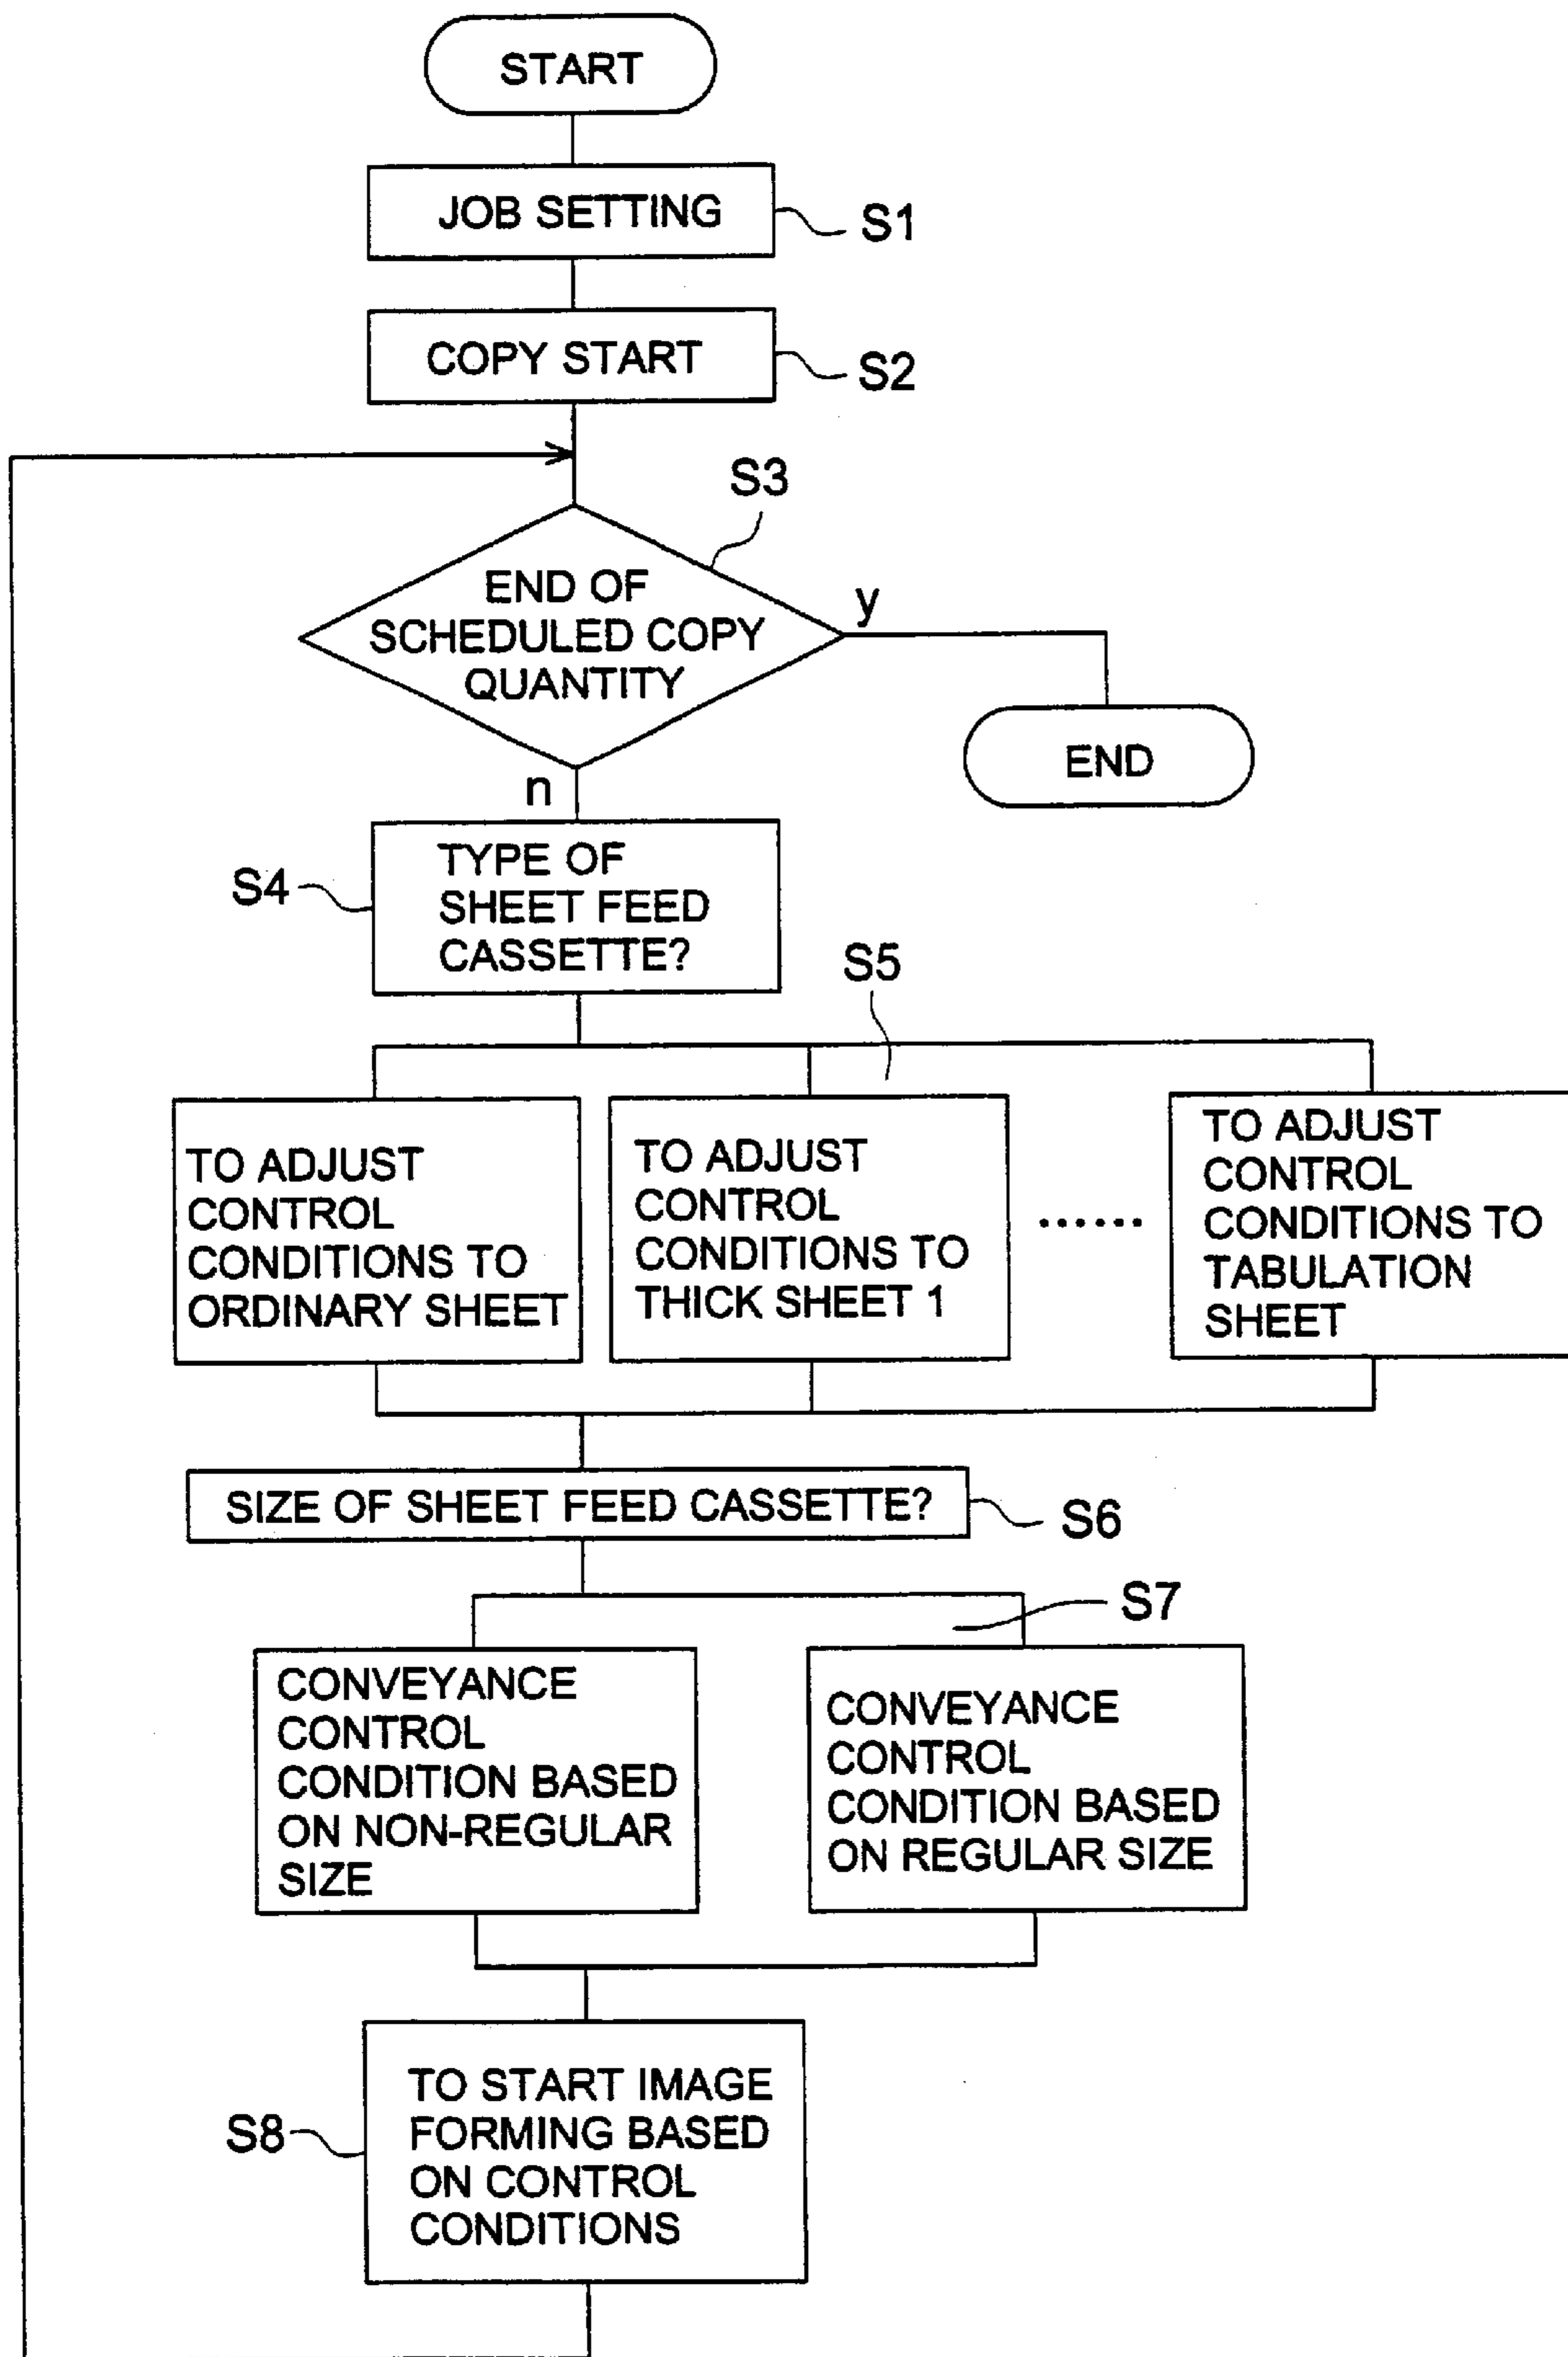 START
JOB SETTING
S1
COPY START
S2
S3
END OF
SCHEDULED COPY
QUANTITY
y
n
END
S4
TYPE OF
SHEET FEED
CASSETTE?
S5
TO ADJUST
CONTROL
CONDITIONS TO
ORDINARY SHEET
TO ADJUST
CONTROL
CONDITIONS TO
THICK SHEET 1
......
TO ADJUST
CONTROL
CONDITIONS TO
TABULATION
SHEET
SIZE OF SHEET FEED CASSETTE?
S6
S7
CONVEYANCE
CONTROL
CONDITION BASED
ON NON-REGULAR
SIZE
CONVEYANCE
CONTROL
CONDITION BASED
ON REGULAR SIZE
S8
TO START IMAGE
FORMING BASED
ON CONTROL
CONDITIONS